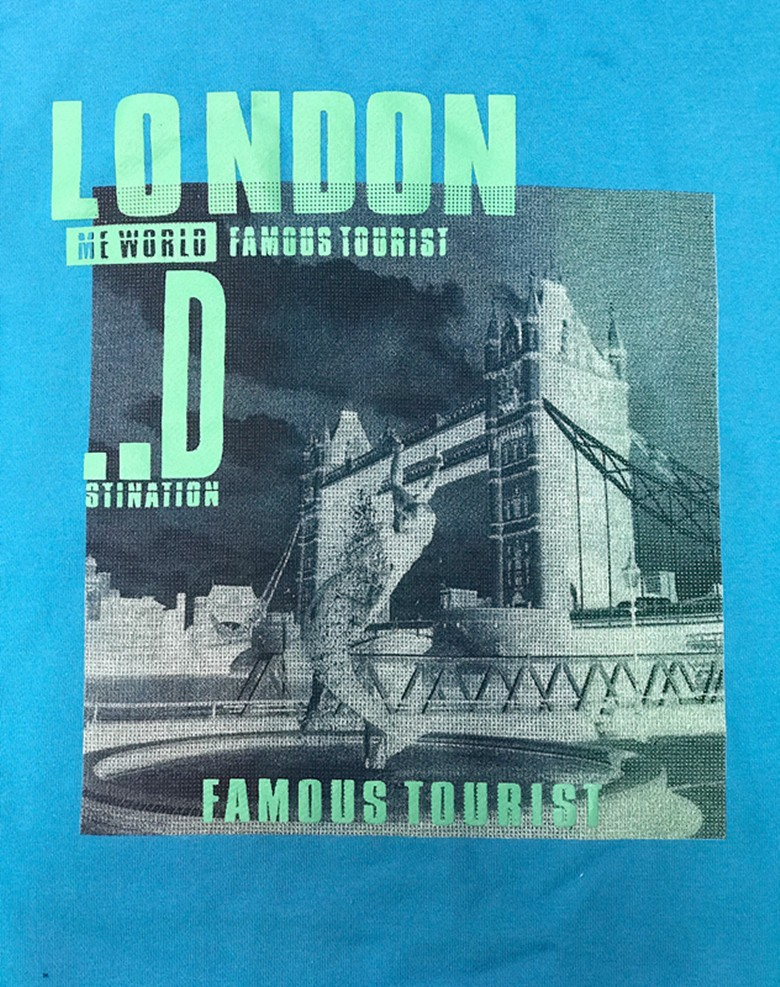 LONDON
ME WORLD FAMOUS TOURIST
..D
STINATION
FAMOUS TOURIST